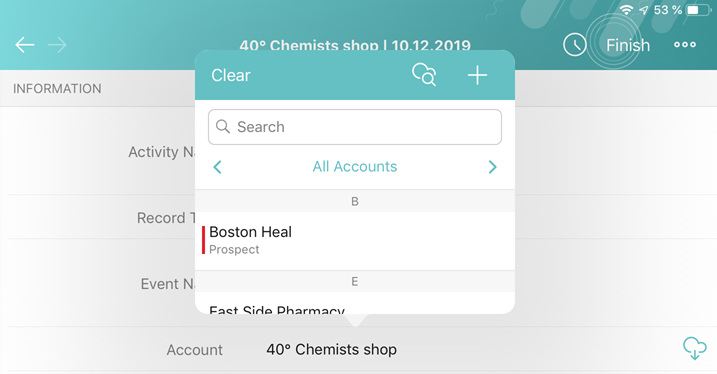 53 %
40° Chemists shop | 10.12.2019
Finish
Clear
INFORMATION
Search
Activity Na
All Accounts
B
Record T
Boston Heal
Prospect
E
Event Na
East Side Pharmacy
Account
40° Chemists shop